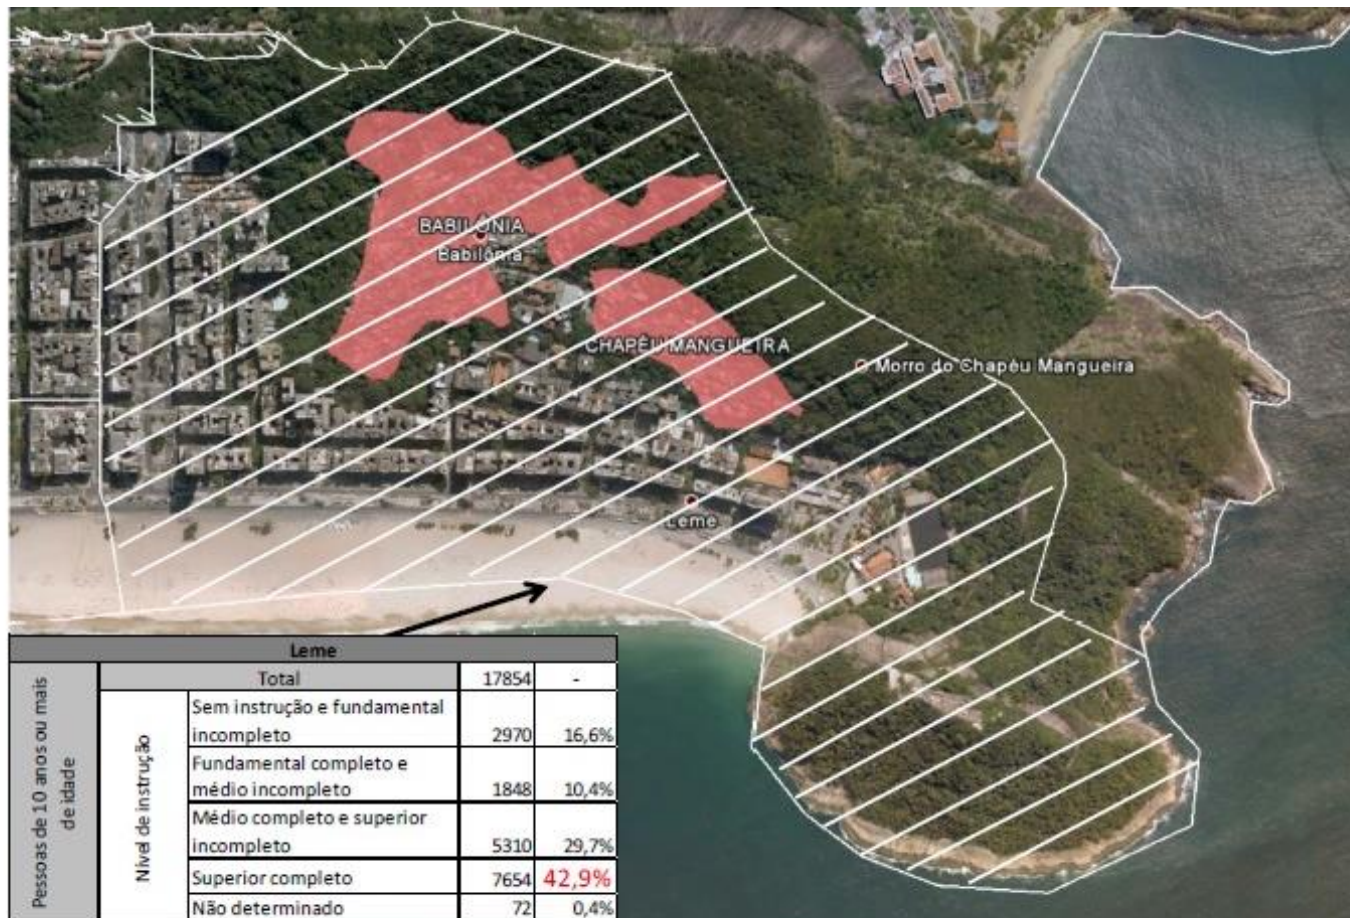 BABILÔNIA
Babilônia
CHAPÉU MANGUEIRA
Morro do Chapéu Mangueira
Leme
Leme
Total 17854 -
Pessoas de 10 anos ou mais
de idade
Nível de instrução
Sem instrução e fundamental
incompleto 2970 16,6%
Fundamental completo e
médio incompleto 1848 10,4%
Médio completo e superior
incompleto 5310 29,7%
Superior completo 7654 42,9%
Não determinado 72 0,4%